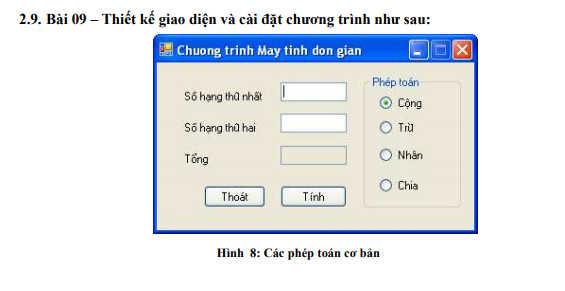 2.9. Bài 09 – Thiết kế giao diện và cài đặt chương trình như sau:
Chuong trinh May tinh don gian
Phép toán
Số hạng thứ nhất
Cộng
Số hạng thứ hai
Trừ
Tổng
Nhân
Chia
Thoát
Tính
Hình 8: Các phép toán cơ bản